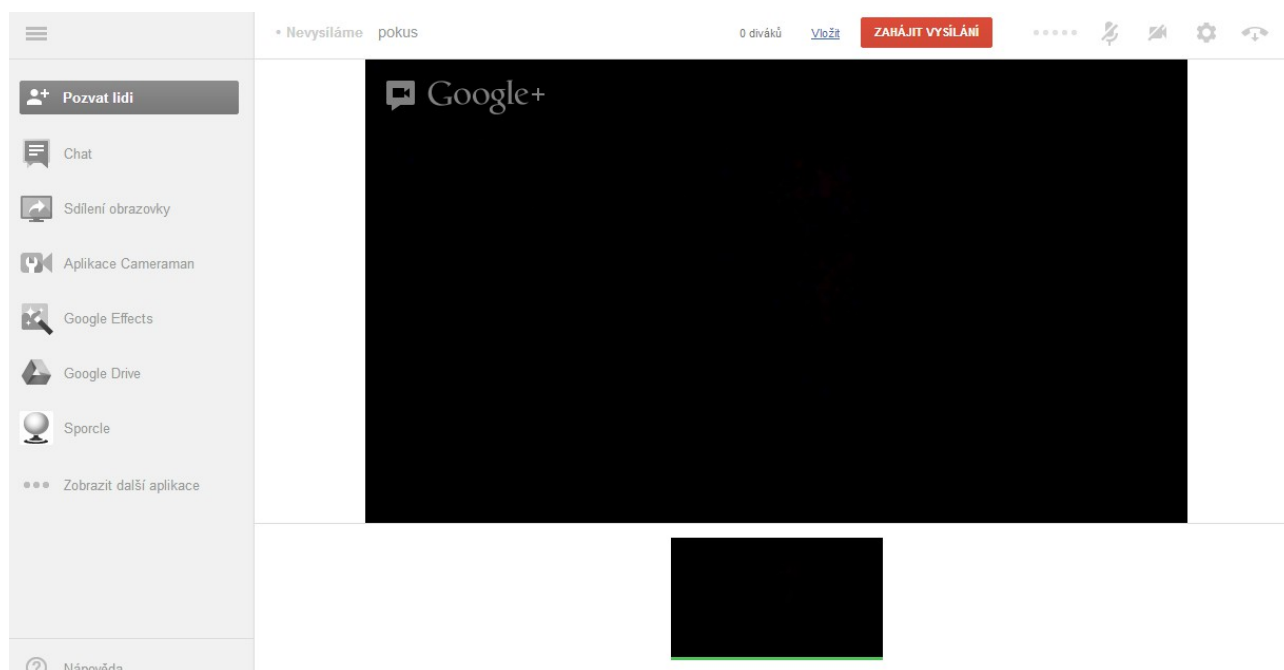 • Nevysíláme pokus 0 diváků Vložit ZAHÁJIT VYSÍLÁNÍ
Pozvat lidi
Chat
Sdílení obrazovky
Aplikace Cameraman
Google Effects
Google Drive
Sporcle
Zobrazit další aplikace
Nápověda
Google+